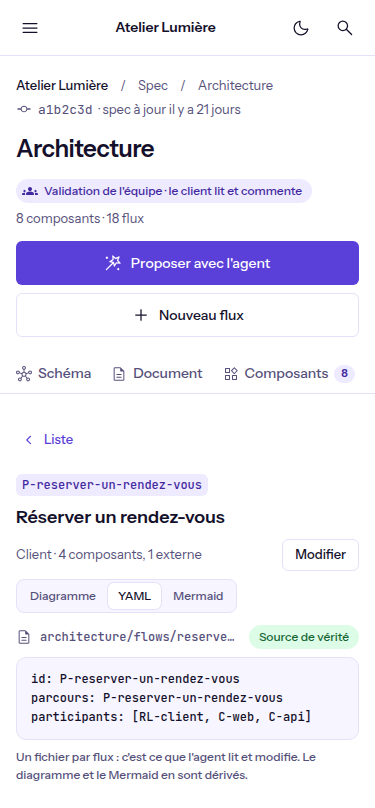 Atelier Lumière
Atelier Lumière / Spec / Architecture
a1b2c3d · spec à jour il y a 21 jours
Architecture
Validation de l'équipe · le client lit et commente
8 composants · 18 flux
Proposer avec l'agent
Nouveau flux
Schéma Document Composants 8
Liste
P-reserver-un-rendez-vous
Réserver un rendez-vous
Client · 4 composants, 1 externe Modifier
Diagramme YAML Mermaid
architecture/flows/reserve… Source de vérité
id: P-reserver-un-rendez-vous
parcours: P-reserver-un-rendez-vous
participants: [RL-client, C-web, C-api]
Un fichier par flux : c'est ce que l'agent lit et modifie. Le
diagramme et le Mermaid en sont dérivés.